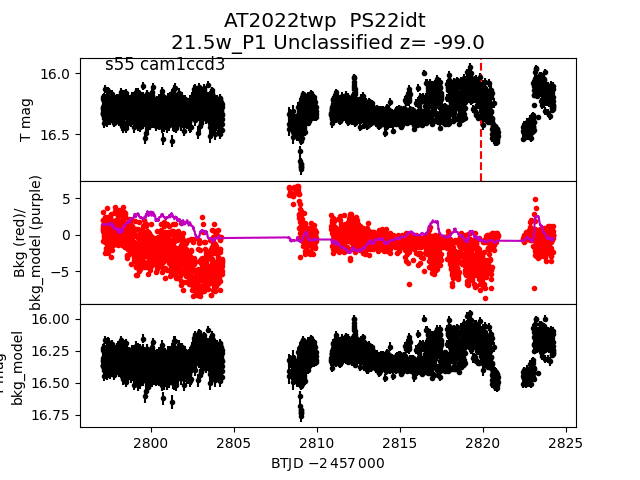 AT2022twp  PS22idt
21.5w_P1 Unclassified z= -99.0
s55 cam1ccd3
16.0
16.5
T mag
5
0
−5
Bkg (red)/
bkg_model (purple)
16.00
16.25
16.50
16.75
mag
bkg_model
2800
2805
2810
2815
2820
2825
BTJD −2 457 000